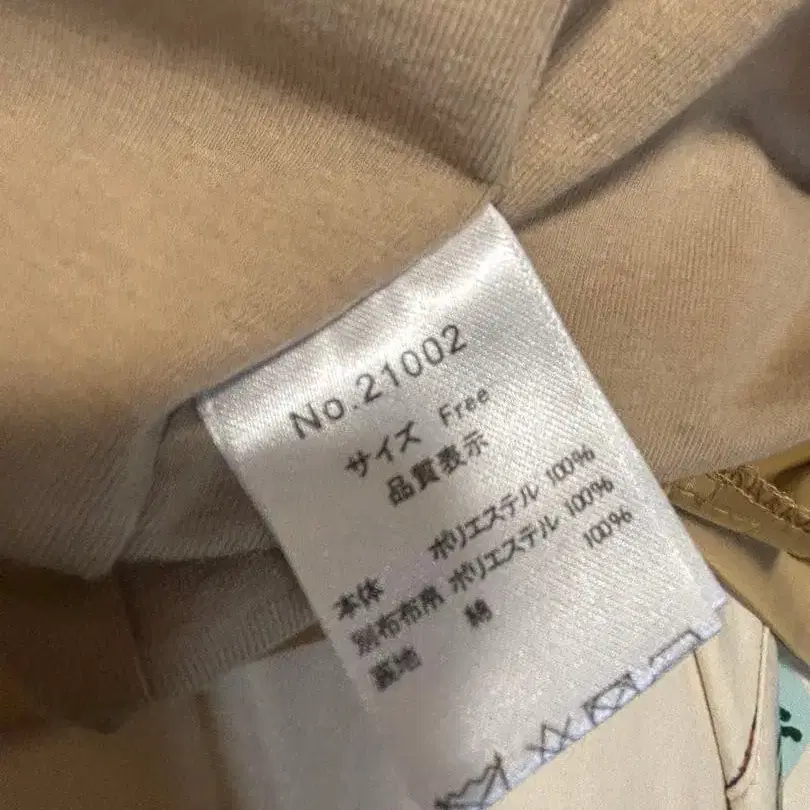 No.21002
サイズ Free
品質表示
本体 ポリエステル 100%
別布布帛 ポリエステル 100%
裏地 綿 100%